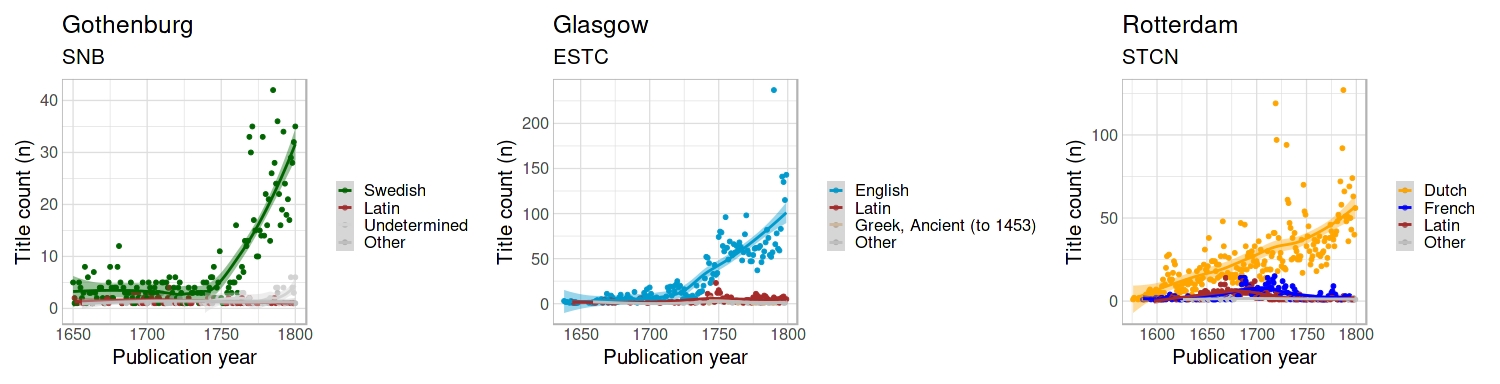 Gothenburg
SNB
Title count (n)
40
30
20
10
0
1650
1700
1750
1800
Publication year
Swedish
Latin
Undetermined
Other
Glasgow
ESTC
Title count (n)
200
150
100
50
0
1650
1700
1750
1800
Publication year
English
Latin
Greek, Ancient (to 1453)
Other
Rotterdam
STCN
Title count (n)
100
50
0
1600
1650
1700
1750
1800
Publication year
Dutch
French
Latin
Other